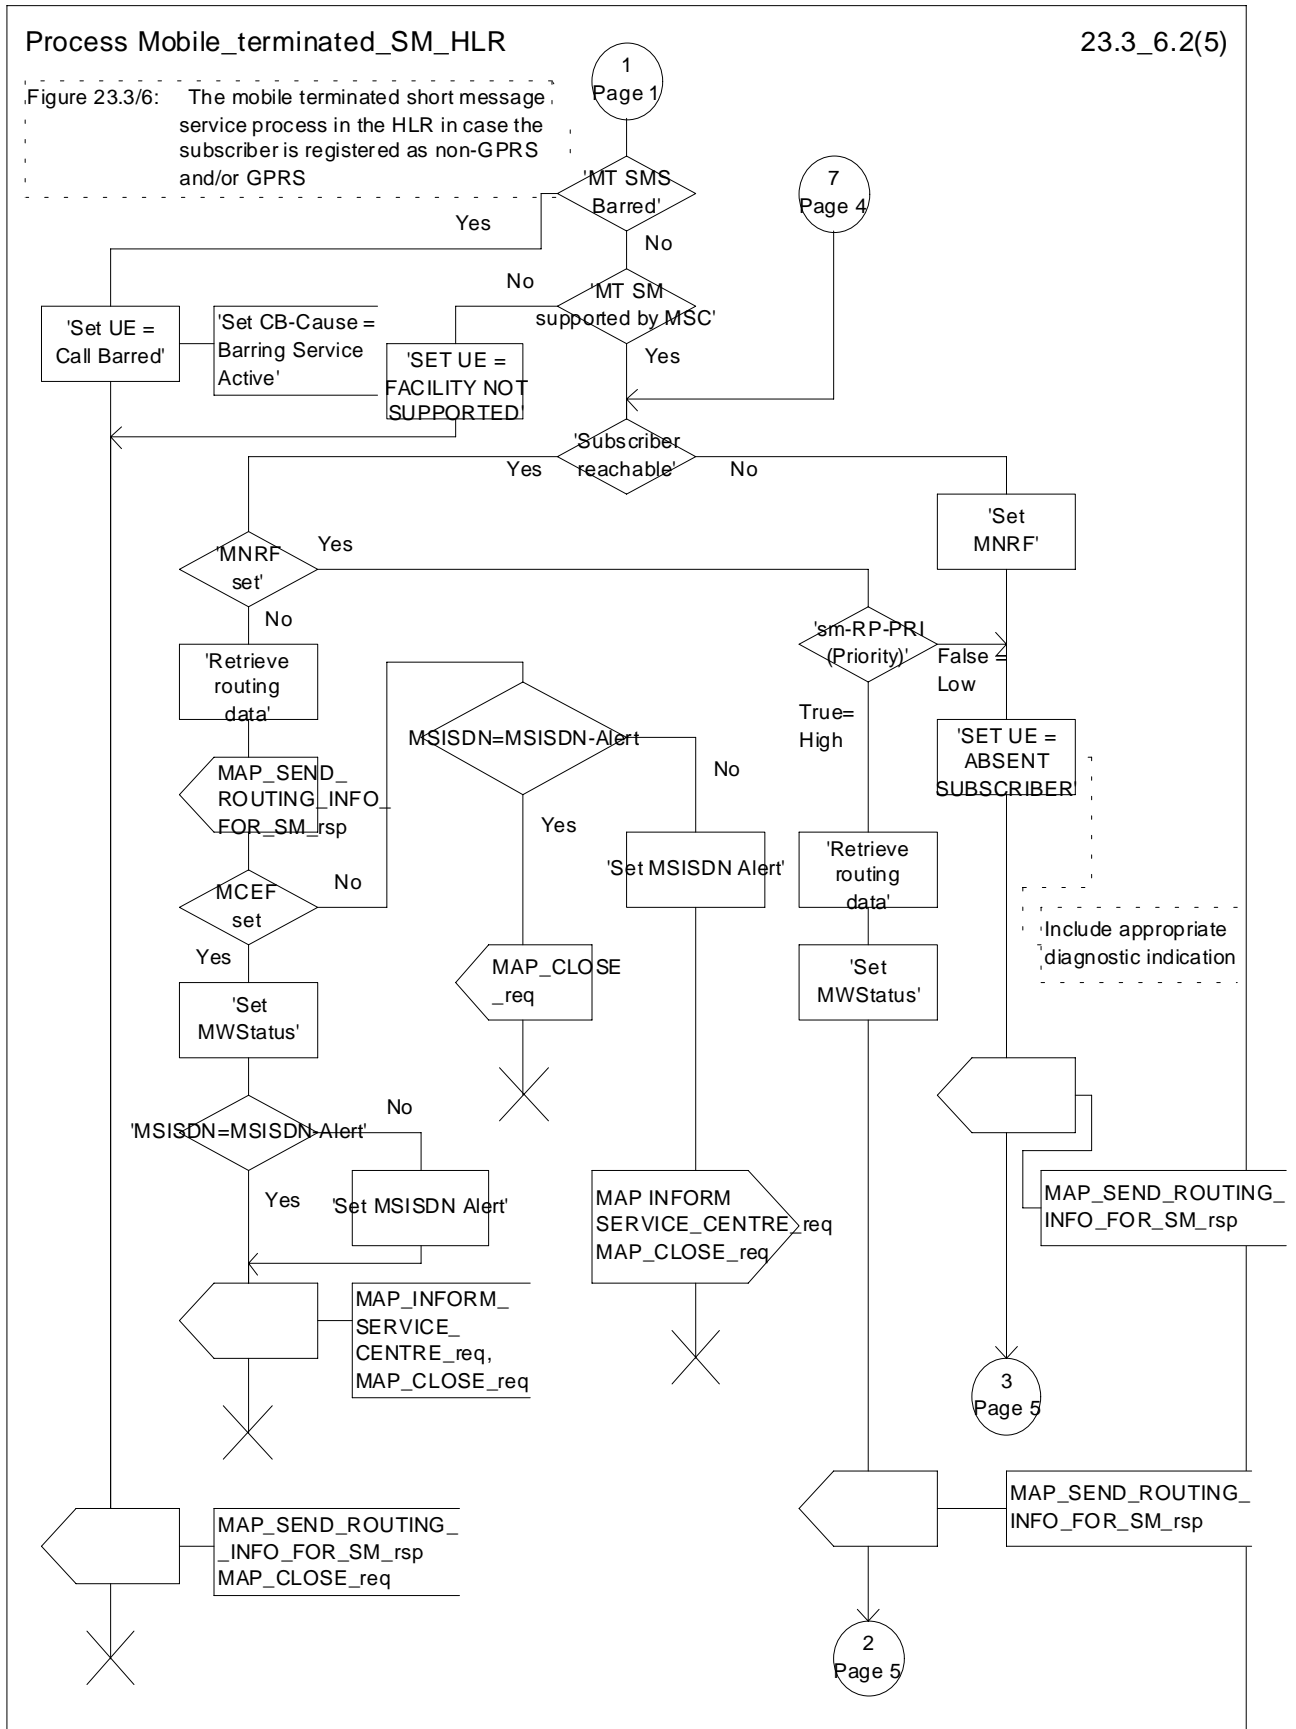 Process Mobile_terminated_SM_HLR
23.3_6.2(5)
Figure 23.3/6: The mobile terminated short message
service process in the HLR in case the
subscriber is registered as non-GPRS
and/or GPRS
1
Page 1
'MT SMS
Barred'
7
Page 4
Yes
No
No
'MT SM
supported by MSC'
'Set UE =
Call Barred'
'Set CB-Cause =
Barring Service
Active'
'SET UE =
FACILITY NOT
SUPPORTED'
Yes
'Subscriber
reachable'
Yes
No
'Set
MNRF'
'MNRF
set'
Yes
No
'sm-RP-PRI
(Priority)'
False =
Low
True=
High
'Retrieve
routing
data'
MSISDN=MSISDN-Alert
No
Yes
'SET UE =
ABSENT
SUBSCRIBER'
MAP_SEND_
ROUTING_INFO_
FOR_SM_rsp
'Set MSISDN Alert'
'Retrieve
routing
data'
MCEF
set
No
Yes
Include appropriate
diagnostic indication
MAP_CLOSE
_req
'Set
MWStatus'
'Set
MWStatus'
'MSISDN=MSISDN-Alert'
No
Yes
'Set MSISDN Alert'
MAP INFORM
SERVICE_CENTRE_req
MAP_CLOSE_req
MAP_SEND_ROUTING_
INFO_FOR_SM_rsp
MAP_INFORM_
SERVICE_
CENTRE_req,
MAP_CLOSE_req
3
Page 5
MAP_SEND_ROUTING_
INFO_FOR_SM_rsp
MAP_SEND_ROUTING_
_INFO_FOR_SM_rsp
MAP_CLOSE_req
2
Page 5